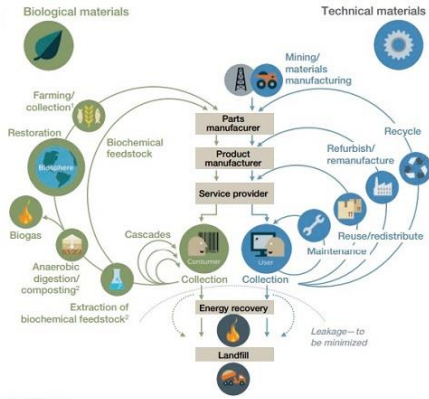 Biological materials
Technical materials
Mining/
materials
manufacturing
Farming/
collection¹
Parts
manufacurer
Biochemical
feedstock
Restoration
Recycle
Refurbish/
remanufacture
Product
manufacturer
Biosphere
Service provider
Biogas
Reuse/redistribute
Cascades
Consumer
User
Maintenance
Anaerobic
digestion/
composting²
Collection
Collection
Extraction of
biochemical feedstock²
Energy recovery
Leakage—to
be minimized
Landfill